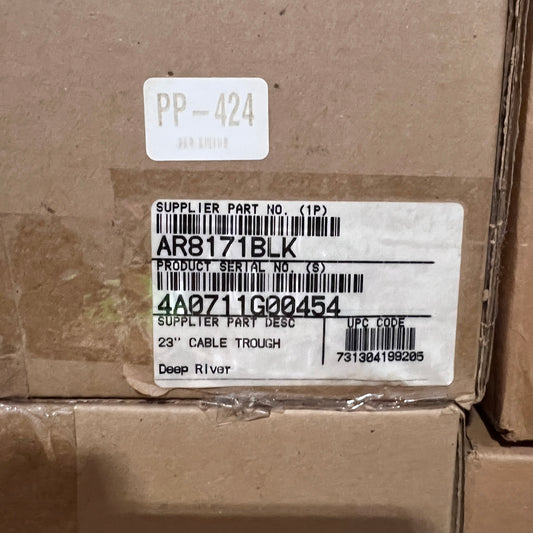 PP-424
SUPPLIER PART NO. (1P)
AR8171BLK
PRODUCT SERIAL NO. (S)
4A0711G00454
SUPPLIER PART DESC
UPC CODE
23" CABLE TROUGH
731304199205
Deep River